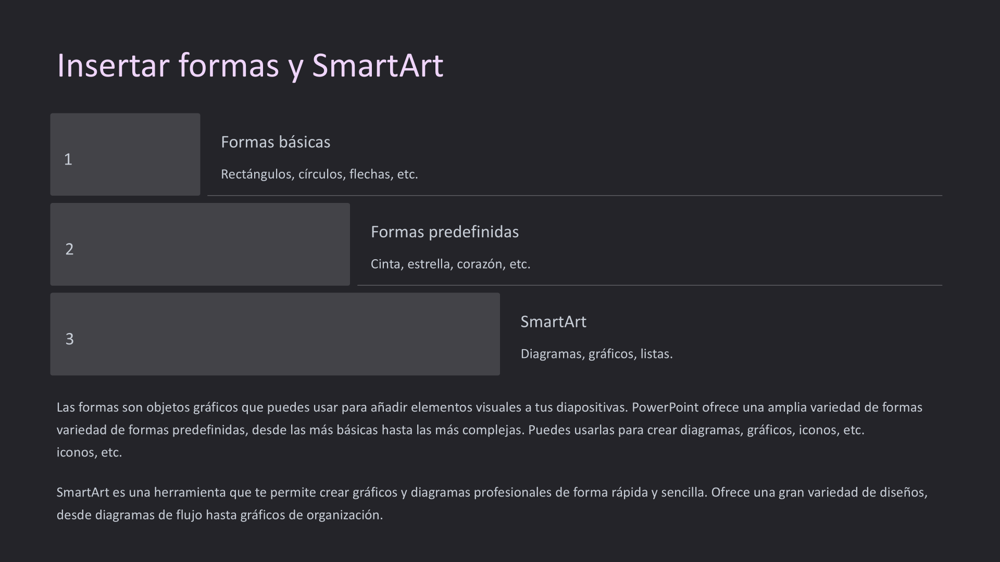 Insertar formas y SmartArt
1
Formas básicas
Rectángulos, círculos, flechas, etc.
2
Formas predefinidas
Cinta, estrella, corazón, etc.
3
SmartArt
Diagramas, gráficos, listas.
Las formas son objetos gráficos que puedes usar para añadir elementos visuales a tus diapositivas. PowerPoint ofrece una amplia variedad de formas
variedad de formas predefinidas, desde las más básicas hasta las más complejas. Puedes usarlas para crear diagramas, gráficos, iconos, etc.
iconos, etc.
SmartArt es una herramienta que te permite crear gráficos y diagramas profesionales de forma rápida y sencilla. Ofrece una gran variedad de diseños,
desde diagramas de flujo hasta gráficos de organización.